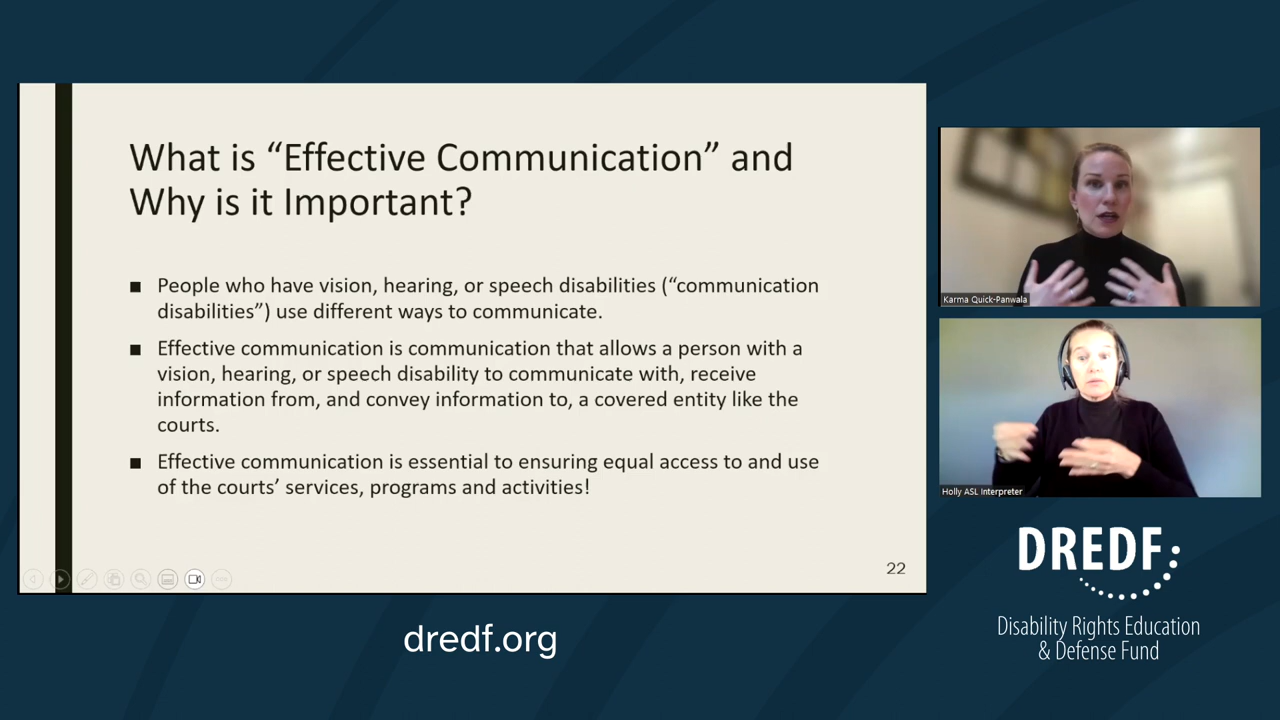 What is “Effective Communication” and
Why is it Important?
■ People who have vision, hearing, or speech disabilities (“communication
disabilities”) use different ways to communicate.
■ Effective communication is communication that allows a person with a
vision, hearing, or speech disability to communicate with, receive
information from, and convey information to, a covered entity like the
courts.
■ Effective communication is essential to ensuring equal access to and use
of the courts’ services, programs and activities!
22
Karma Quick-Panwala
Holly ASL Interpreter
DREDF
Disability Rights Education
& Defense Fund
dredf.org